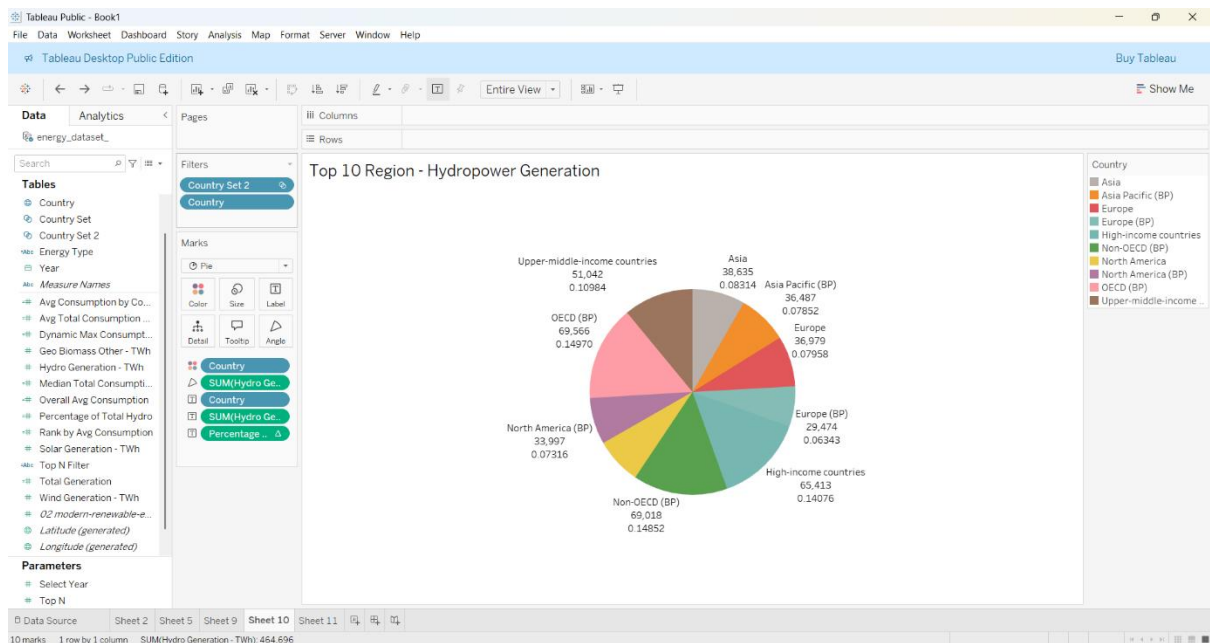 Tableau Public - Book1
File Data Worksheet Dashboard Story Analysis Map Format Server Window Help
Tableau Desktop Public Edition
Buy Tableau
Entire View
Show Me
Data Analytics
energy_dataset_
Search
Tables
Country
Country Set
Country Set 2
Abc Energy Type
Year
Abc Measure Names
Avg Consumption by Co...
Avg Total Consumption ...
Dynamic Max Consumpt...
Geo Biomass Other - TWh
Hydro Generation - TWh
Median Total Consumpti...
Overall Avg Consumption
Percentage of Total Hydro
Rank by Avg Consumption
Solar Generation - TWh
Top N Filter
Total Generation
Wind Generation - TWh
02 modern-renewable-e...
Latitude (generated)
Longitude (generated)
Parameters
Select Year
Top N
Pages
Filters
Country Set 2
Country
Marks
Pie
Color Size Label
Detail Tooltip Angle
Country
SUM(Hydro Ge..
Country
SUM(Hydro Ge..
Percentage ..
Columns
Rows
Top 10 Region - Hydropower Generation
Upper-middle-income countries
51,042
0.10984
Asia
38,635
0.08314
Asia Pacific (BP)
36,487
0.07852
Europe
36,979
0.07958
Europe (BP)
29,474
0.06343
High-income countries
65,413
0.14076
Non-OECD (BP)
69,018
0.14852
North America (BP)
33,997
0.07316
OECD (BP)
69,566
0.14970
Country
Asia
Asia Pacific (BP)
Europe
Europe (BP)
High-income countries
Non-OECD (BP)
North America
North America (BP)
OECD (BP)
Upper-middle-income ..
Data Source Sheet 2 Sheet 5 Sheet 9 Sheet 10 Sheet 11
10 marks 1 row by 1 column SUM(Hydro Generation - TWh): 464,696